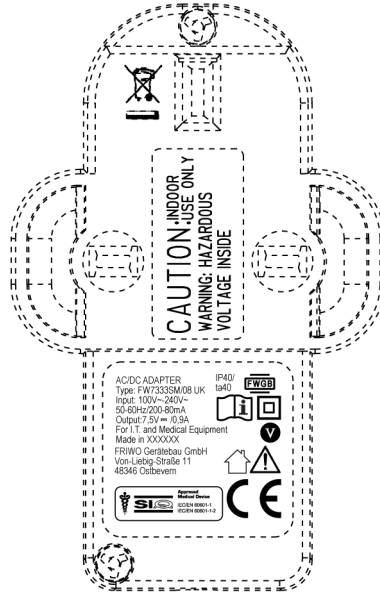 CAUTION: INDOOR
USE ONLY
WARNING: HAZARDOUS
VOLTAGE INSIDE
AC/DC ADAPTER
Type: FW7333SM/08 UK
Input: 100V~-240V~
50-60Hz/200-80mA
Output:7,5V⎓/0,9A
For I.T. and Medical Equipment
Made in XXXXXX
FRIWO Gerätebau GmbH
Von-Liebig-Straße 11
48346 Ostbevern
IP40/
ta40
FWGB
i
V
SIQ
Approved
Medical Device
IEC/EN 60601-1
IEC/EN 60601-1-2
CE